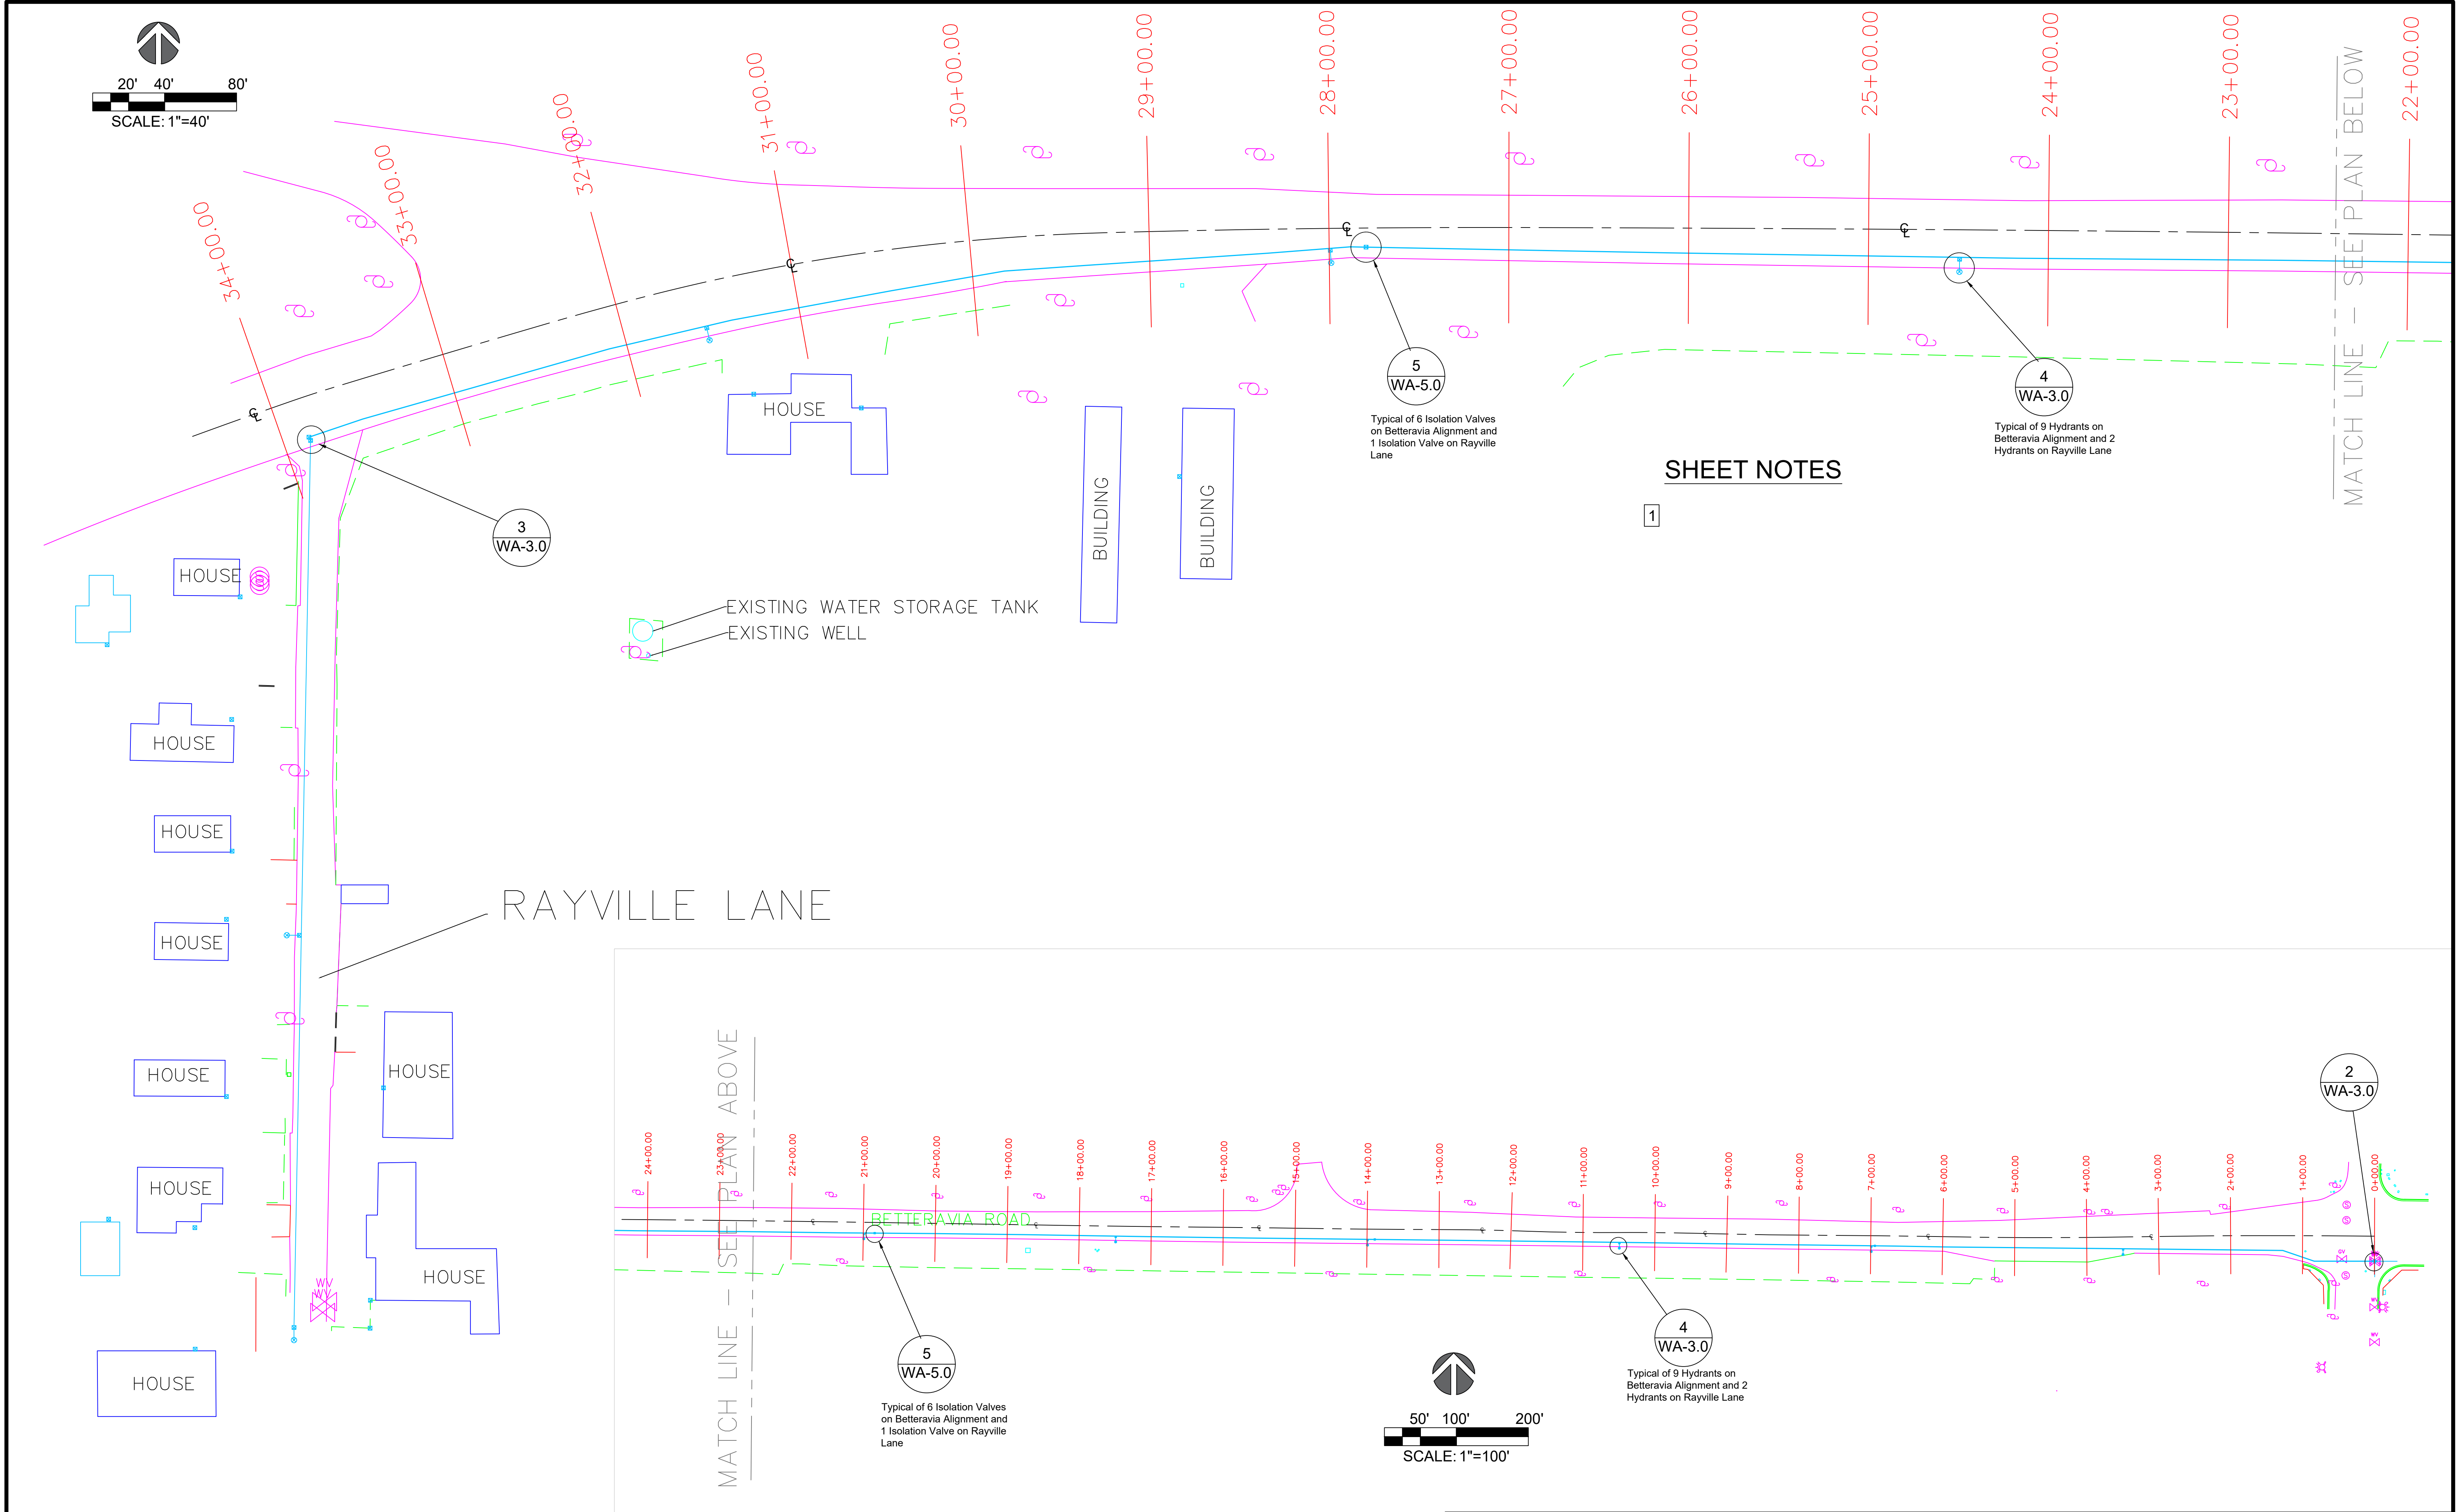 20' 40' 80'
SCALE: 1"=40'
34+00.00
33+00.00
32+00.00
31+00.00
30+00.00
29+00.00
28+00.00
27+00.00
26+00.00
25+00.00
24+00.00
23+00.00
22+00.00
MATCH LINE - SEE PLAN BELOW
5
WA-5.0
Typical of 6 Isolation Valves
on Betteravia Alignment and
1 Isolation Valve on Rayville
Lane
4
WA-3.0
Typical of 9 Hydrants on
Betteravia Alignment and 2
Hydrants on Rayville Lane
SHEET NOTES
1
3
WA-3.0
HOUSE
BUILDING
BUILDING
EXISTING WATER STORAGE TANK
EXISTING WELL
HOUSE
HOUSE
HOUSE
HOUSE
RAYVILLE LANE
HOUSE
HOUSE
HOUSE
HOUSE
WV
WV
HOUSE
MATCH LINE - SEE PLAN ABOVE
24+00.00
23+00.00
22+00.00
21+00.00
20+00.00
19+00.00
18+00.00
17+00.00
16+00.00
15+00.00
14+00.00
13+00.00
12+00.00
11+00.00
10+00.00
9+00.00
8+00.00
7+00.00
6+00.00
5+00.00
4+00.00
3+00.00
2+00.00
1+00.00
0+00.00
BETTERAVIA ROAD
2
WA-3.0
5
WA-5.0
Typical of 6 Isolation Valves
on Betteravia Alignment and
1 Isolation Valve on Rayville
Lane
4
WA-3.0
Typical of 9 Hydrants on
Betteravia Alignment and 2
Hydrants on Rayville Lane
50' 100' 200'
SCALE: 1"=100'